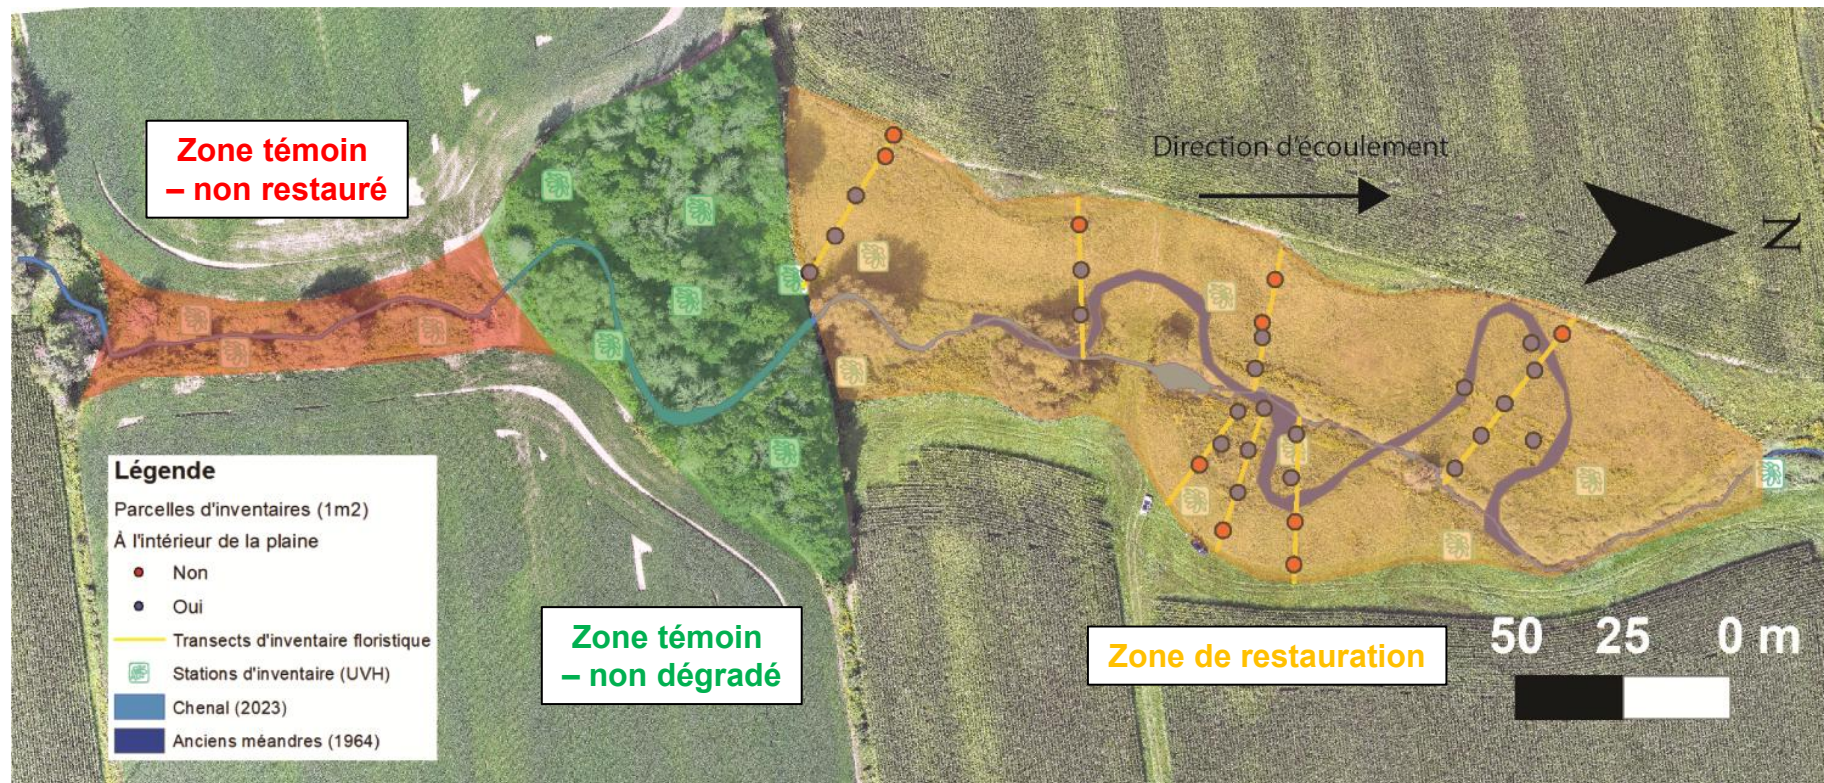 Zone témoin
– non restauré
Direction d'écoulement
N
Légende
Parcelles d'inventaires (1m2)
À l'intérieur de la plaine
Non
Oui
Transects d'inventaire floristique
Stations d'inventaire (UVH)
Chenal (2023)
Anciens méandres (1964)
Zone témoin
– non dégradé
Zone de restauration
50 25 0 m